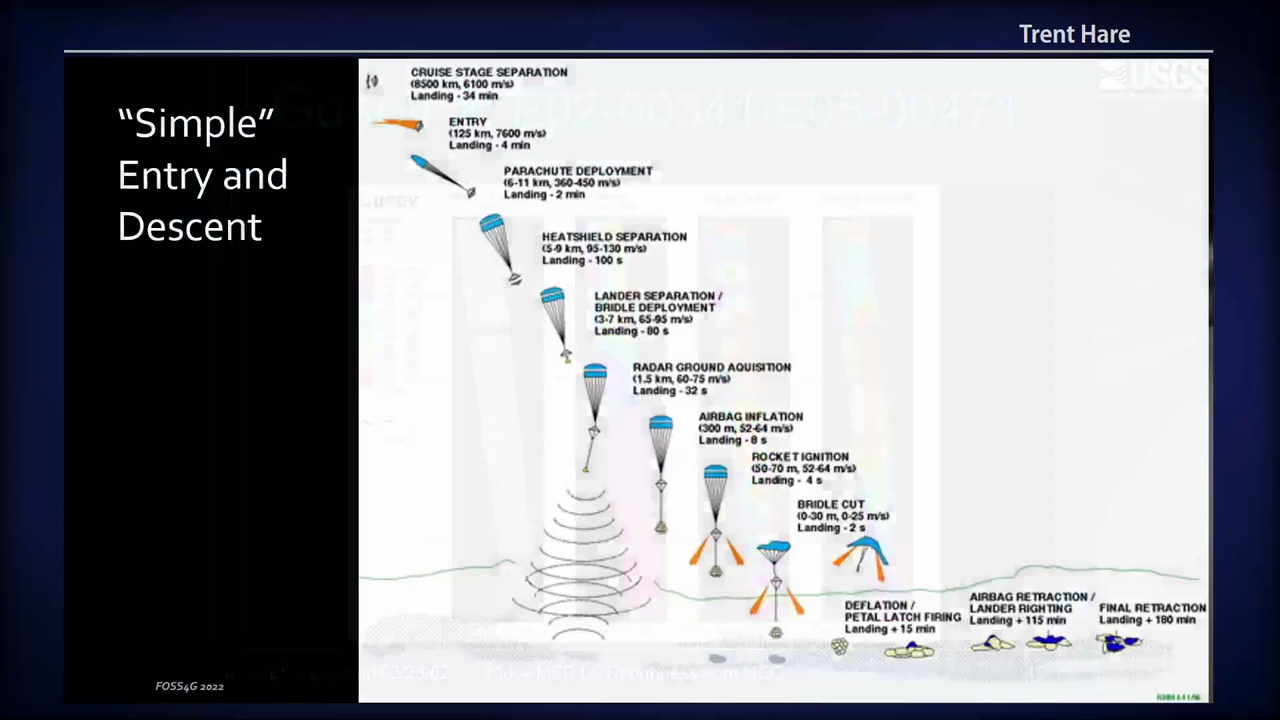 Trent Hare
USGS
"Simple"
Entry and
Descent
CRUISE STAGE SEPARATION
(8500 km, 6100 m/s)
Landing - 34 min
ENTRY
(125 km, 7600 m/s)
Landing - 4 min
PARACHUTE DEPLOYMENT
(6-11 km, 360-450 m/s)
Landing - 2 min
HEATSHIELD SEPARATION
(5-9 km, 95-130 m/s)
Landing - 100 s
LANDER SEPARATION /
BRIDLE DEPLOYMENT
(3-7 km, 65-95 m/s)
Landing - 80 s
RADAR GROUND AQUISITION
(1.5 km, 60-75 m/s)
Landing - 32 s
AIRBAG INFLATION
(300 m, 52-64 m/s)
Landing - 8 s
ROCKET IGNITION
(50-70 m, 52-64 m/s)
Landing - 4 s
BRIDLE CUT
(0-30 m, 0-25 m/s)
Landing - 2 s
DEFLATION /
PETAL LATCH FIRING
Landing + 15 min
AIRBAG RETRACTION /
LANDER RIGHTING
Landing + 115 min
FINAL RETRACTION
Landing + 180 min
FOSS4G 2022